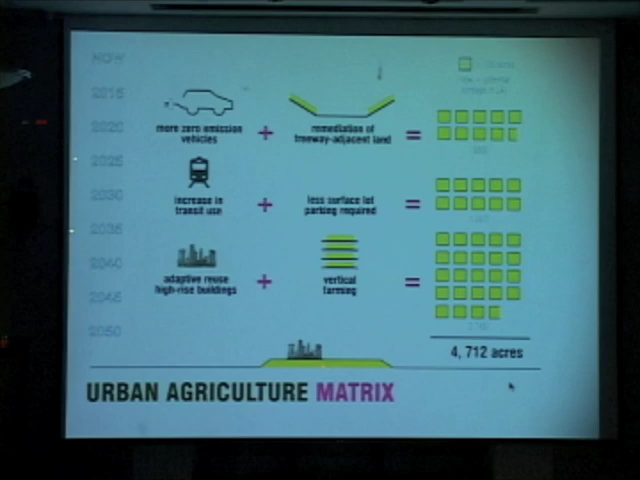 NOW
2015
2020
more zero emission
vehicles
+
remediation of
freeway-adjacent land
=
2025
2030
increase in
transit use
+
less surface lot
parking required
=
2035
2040
adaptive reuse
high-rise buildings
+
vertical
farming
=
2045
2050
4, 712 acres
URBAN AGRICULTURE MATRIX